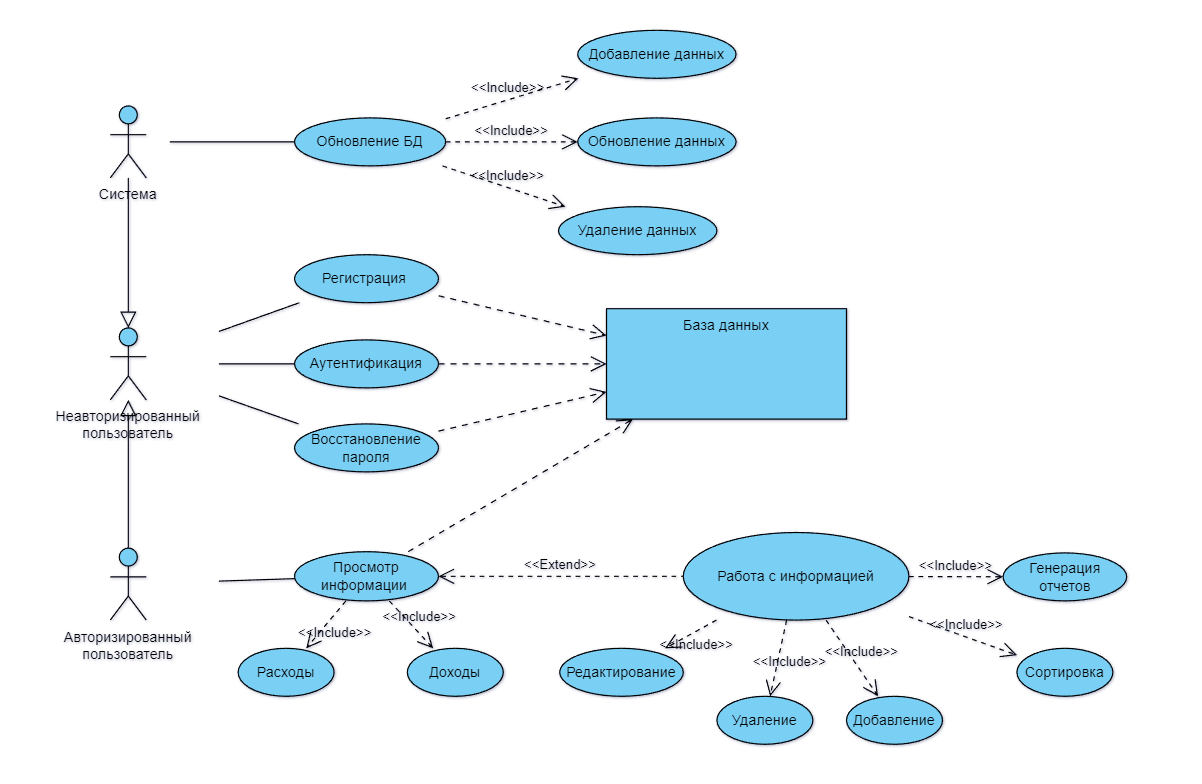 Добавление данных
<<Include>>
Обновление БД
<<Include>>
Обновление данных
<<Include>>
Удаление данных
Система
Регистрация
База данных
Аутентификация
Неавторизированный
пользователь
Восстановление
пароля
Просмотр
информации
<<Extend>>
Работа с информацией
<<Include>>
Генерация
отчетов
Авторизированный
пользователь
<<Include>>
<<Include>>
<<Include>>
<<Include>>
<<Include>>
<<Include>>
Расходы
Доходы
Редактирование
Сортировка
Удаление
Добавление